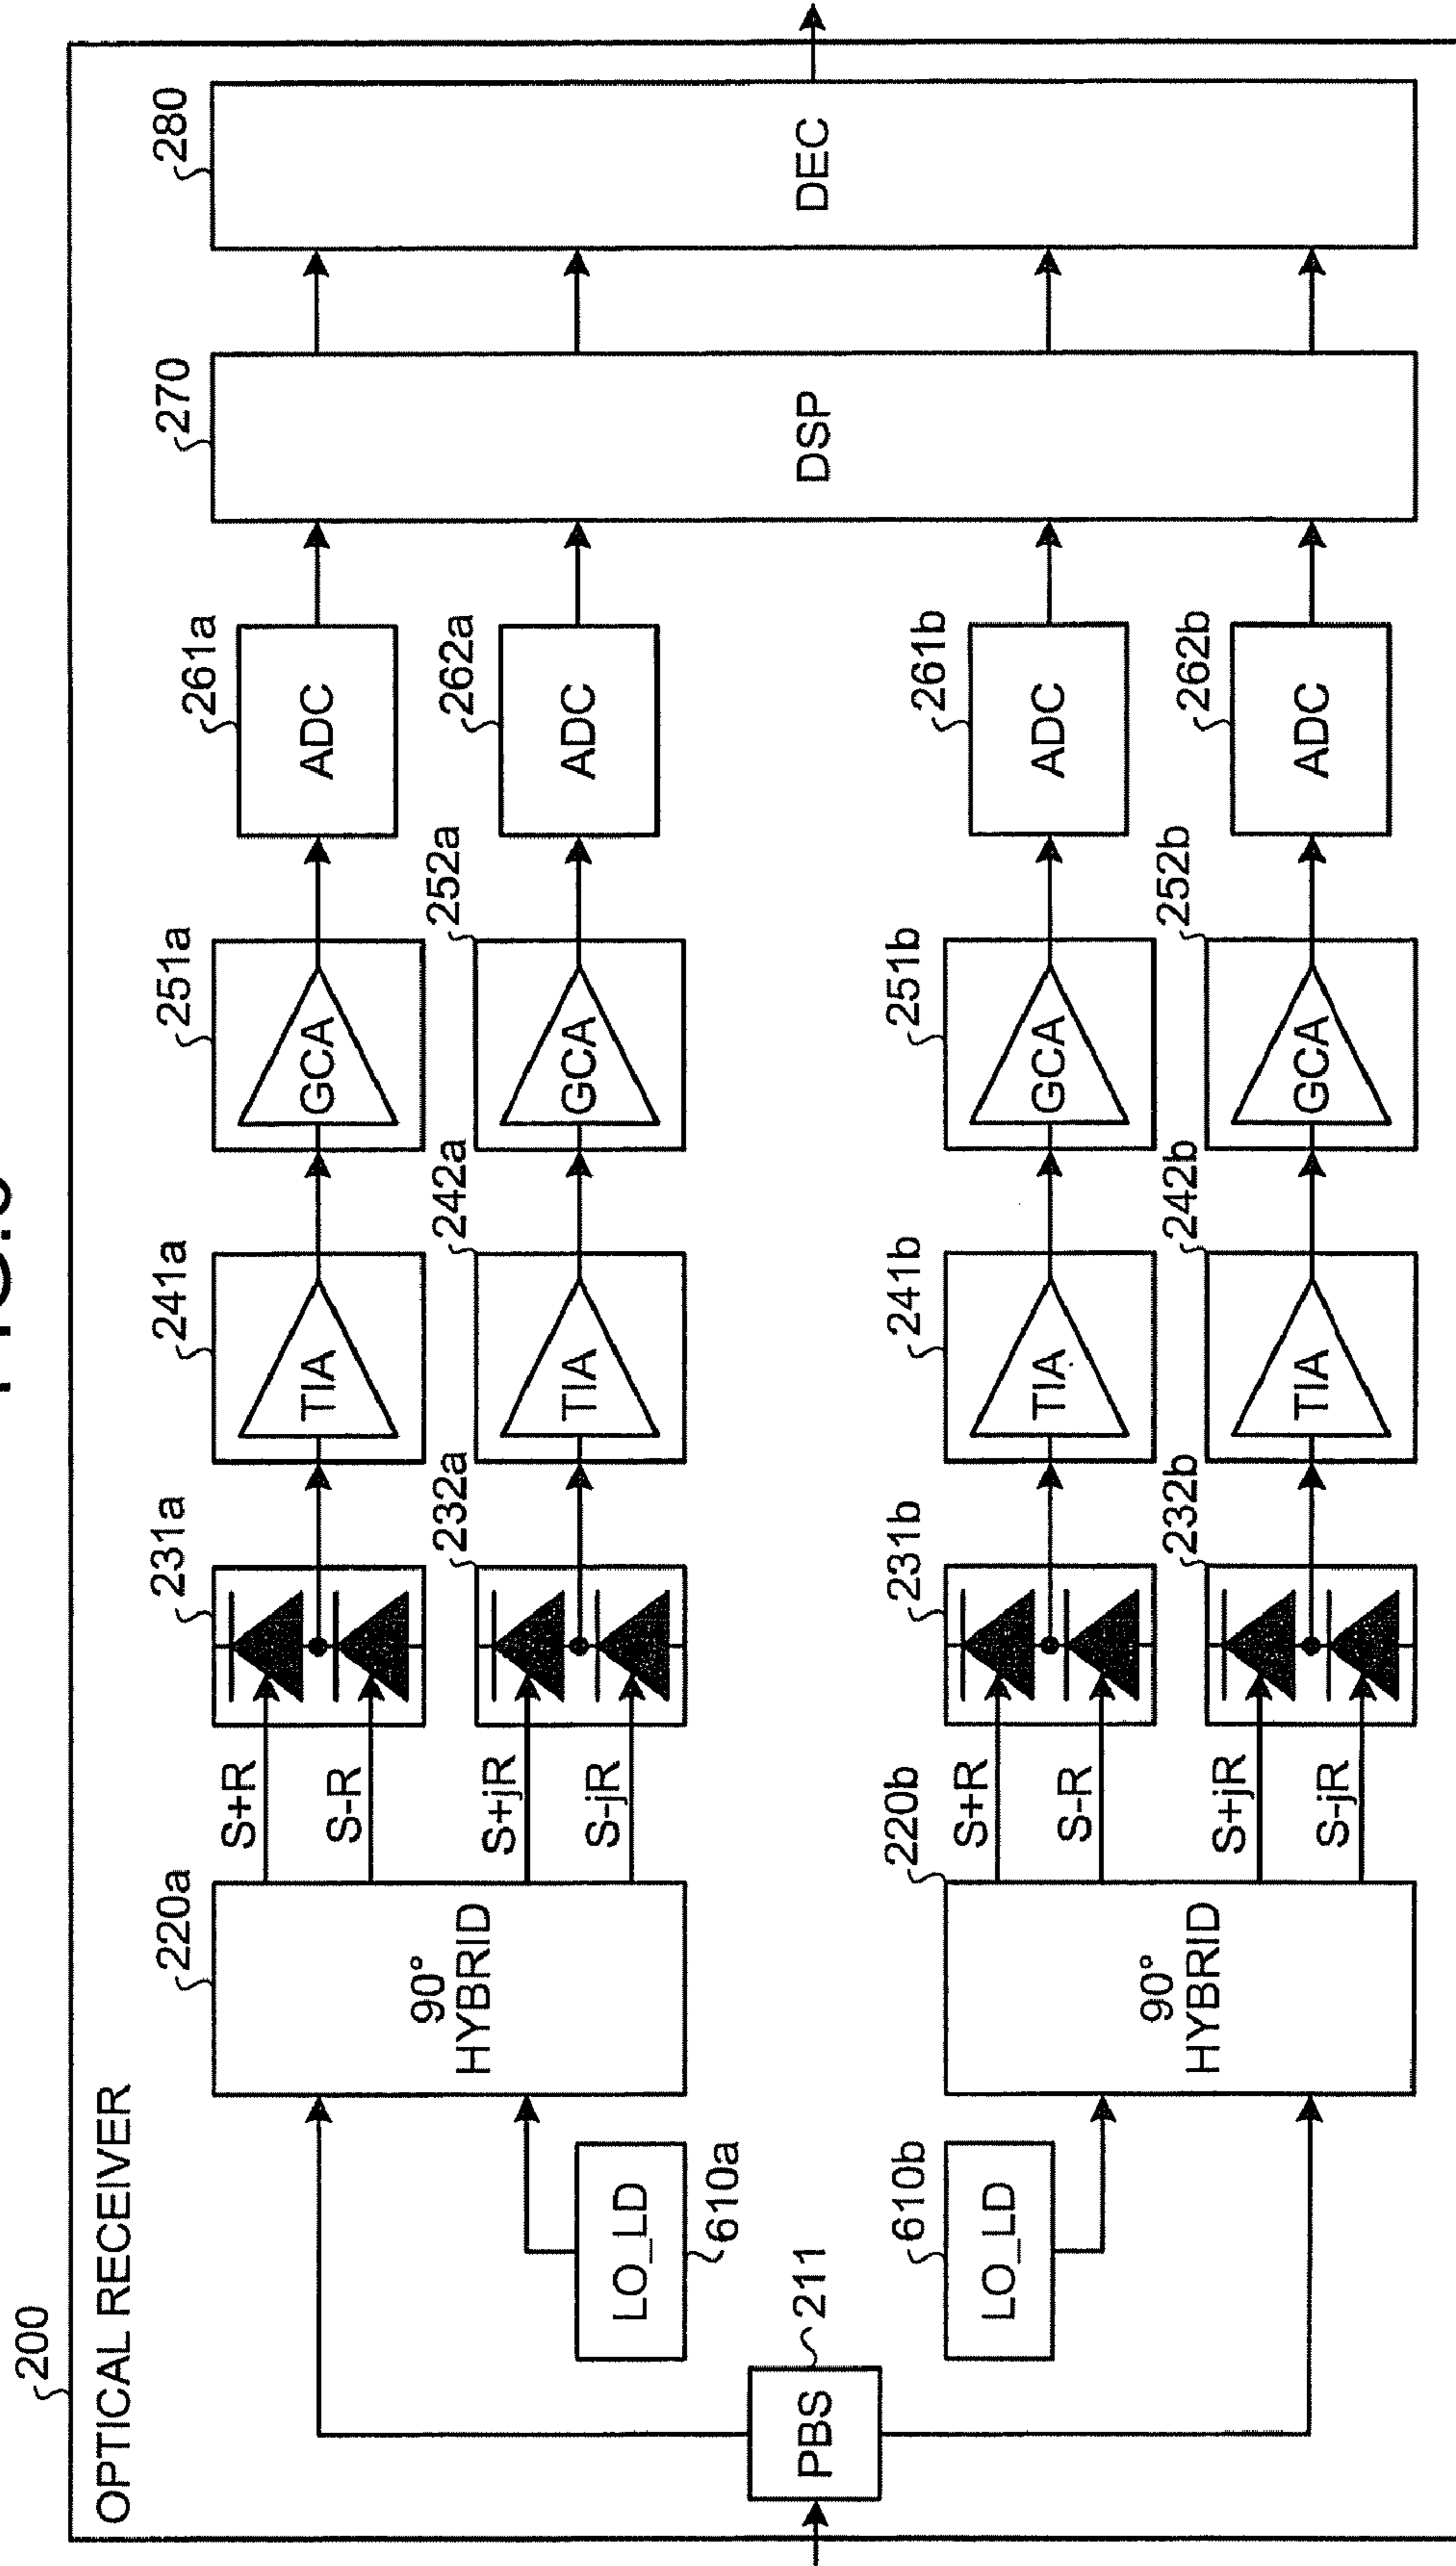 200
OPTICAL RECEIVER
PBS
211
LO_LD
610a
LO_LD
610b
90°
HYBRID
220a
90°
HYBRID
220b
S+R
S-R
S+jR
S-jR
S+R
S-R
S+jR
S-jR
231a
232a
231b
232b
TIA
241a
TIA
242a
TIA
241b
TIA
242b
GCA
251a
GCA
252a
GCA
251b
GCA
252b
ADC
261a
ADC
262a
ADC
261b
ADC
262b
DSP
270
DEC
280